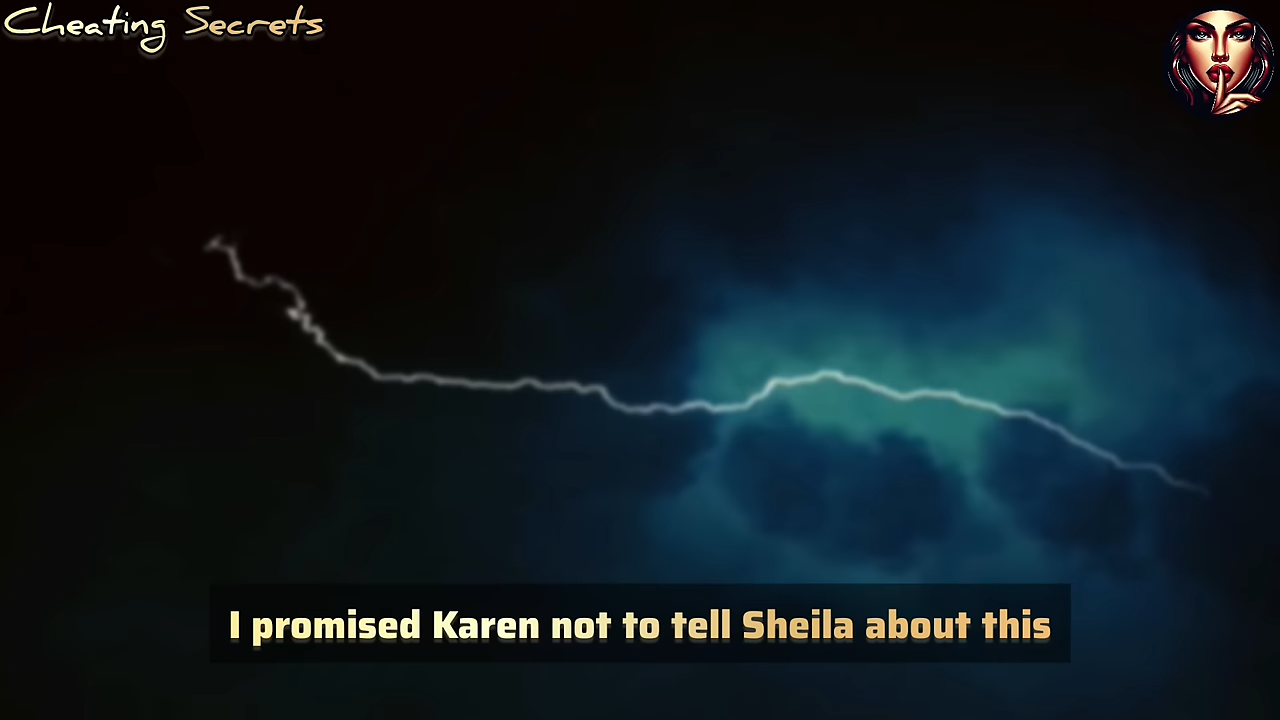 Cheating Secrets
I promised Karen not to tell Sheila about this